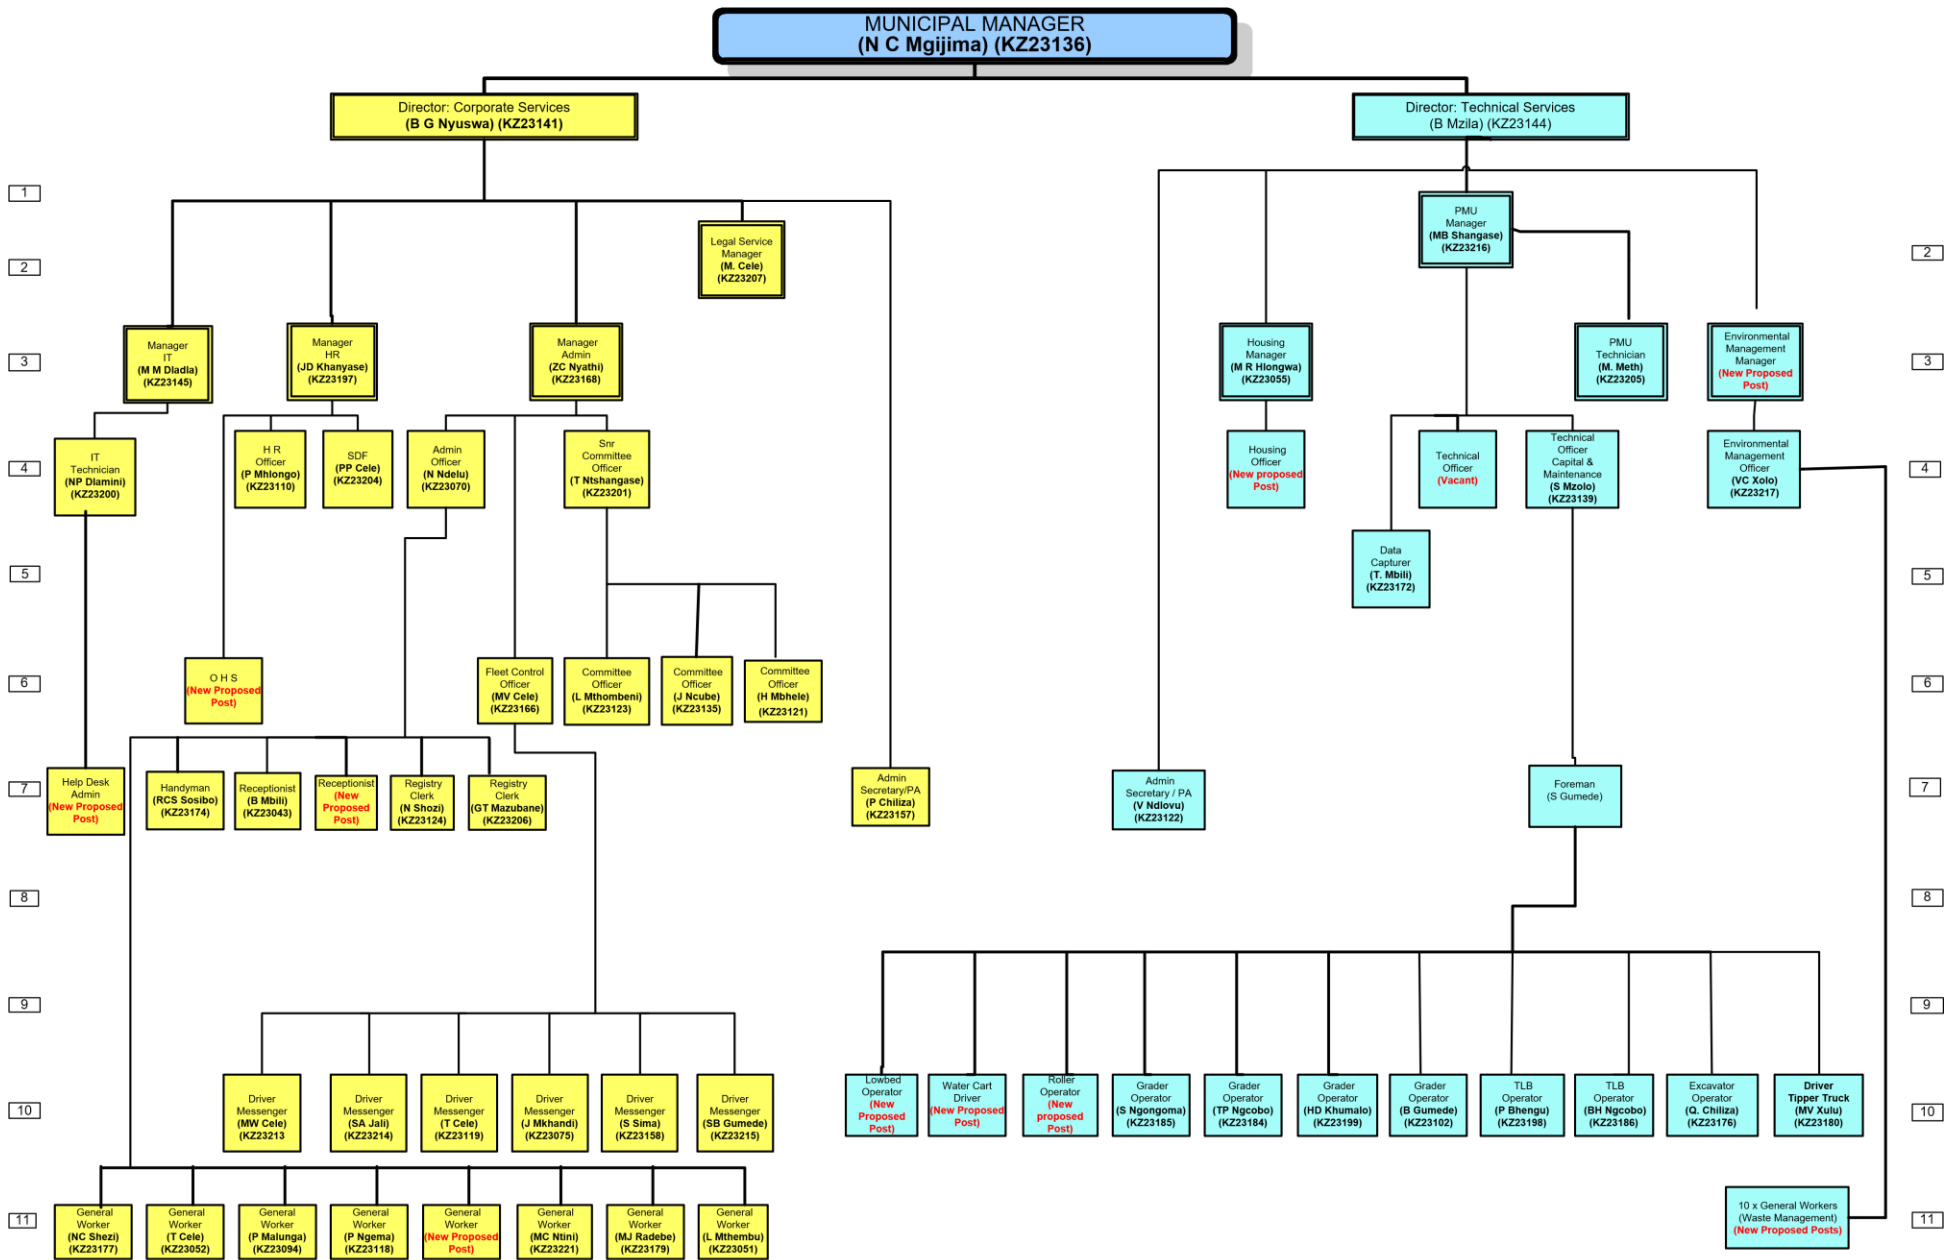 MUNICIPAL MANAGER
(N C Mgijima) (KZ23136)
Director: Corporate Services
(B G Nyuswa) (KZ23141)
Director: Technical Services
(B Mzila) (KZ23144)
1
Legal Service
Manager
(M. Cele)
(KZ23207)
PMU
Manager
(MB Shangase)
(KZ23216)
2
2
Manager
IT
(M M Dladla)
(KZ23145)
Manager
HR
(JD Khanyase)
(KZ23197)
Manager
Admin
(ZC Nyathi)
(KZ23168)
Housing
Manager
(M R Hlongwa)
(KZ23055)
PMU
Technician
(M. Meth)
(KZ23205)
Environmental
Management
Manager
(New Proposed
Post)
3
3
IT
Technician
(NP Dlamini)
(KZ23200)
H R
Officer
(P Mhlongo)
(KZ23110)
SDF
(PP Cele)
(KZ23204)
Admin
Officer
(N Ndelu)
(KZ23070)
Snr
Committee
Officer
(T Ntshangase)
(KZ23201)
Housing
Officer
(New proposed
Post)
Technical
Officer
(Vacant)
Technical
Officer
Capital &
Maintenance
(S Mzolo)
(KZ23139)
Environmental
Management
Officer
(VC Xolo)
(KZ23217)
4
4
Data
Capturer
(T. Mbili)
(KZ23172)
5
5
O H S
(New Proposed
Post)
Fleet Control
Officer
(MV Cele)
(KZ23166)
Committee
Officer
(L Mthombeni)
(KZ23123)
Committee
Officer
(J Ncube)
(KZ23135)
Committee
Officer
(H Mbhele)
(KZ23121)
6
6
Help Desk
Admin
(New Proposed
Post)
Handyman
(RCS Sosibo)
(KZ23174)
Receptionist
(B Mbili)
(KZ23043)
Receptionist
(New
Proposed
Post)
Registry
Clerk
(N Shozi)
(KZ23124)
Registry
Clerk
(GT Mazubane)
(KZ23206)
Admin
Secretary/PA
(P Chiliza)
(KZ23157)
Admin
Secretary / PA
(V Ndlovu)
(KZ23122)
Foreman
(S Gumede)
7
7
8
8
9
9
Driver
Messenger
(MW Cele)
(KZ23213
Driver
Messenger
(SA Jali)
(KZ23214)
Driver
Messenger
(T Cele)
(KZ23119)
Driver
Messenger
(J Mkhandi)
(KZ23075)
Driver
Messenger
(S Sima)
(KZ23158)
Driver
Messenger
(SB Gumede)
(KZ23215)
Lowbed
Operator
(New
Proposed
Post)
Water Cart
Driver
(New Proposed
Post)
Roller
Operator
(New
proposed
Post)
Grader
Operator
(S Ngongoma)
(KZ23185)
Grader
Operator
(TP Ngcobo)
(KZ23184)
Grader
Operator
(HD Khumalo)
(KZ23199)
Grader
Operator
(B Gumede)
(KZ23102)
TLB
Operator
(P Bhengu)
(KZ23198)
TLB
Operator
(BH Ngcobo)
(KZ23186)
Excavator
Operator
(Q. Chiliza)
(KZ23176)
Driver
Tipper Truck
(MV Xulu)
(KZ23180)
10
10
General
Worker
(NC Shezi)
(KZ23177)
General
Worker
(T Cele)
(KZ23052)
General
Worker
(P Malunga)
(KZ23094)
General
Worker
(P Ngema)
(KZ23118)
General
Worker
(New Proposed
Post)
General
Worker
(MC Ntini)
(KZ23221)
General
Worker
(MJ Radebe)
(KZ23179)
General
Worker
(L Mthembu)
(KZ23051)
10 x General Workers
(Waste Management)
(New Proposed Posts)
11
11